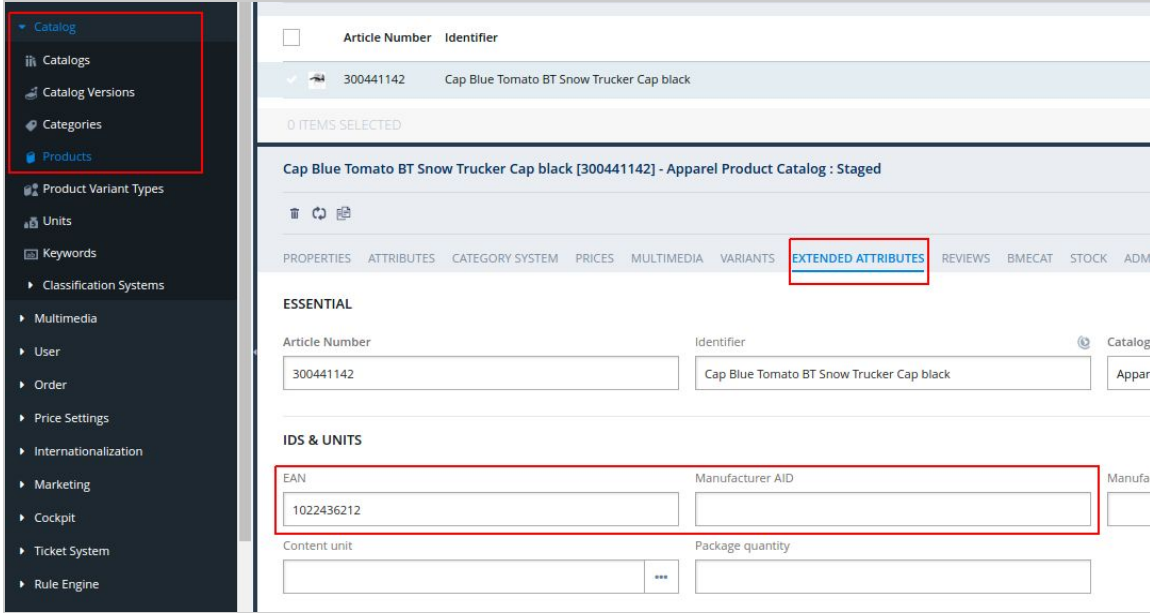 Catalog
Catalogs
Catalog Versions
Categories
Products
Product Variant Types
Units
Keywords
Classification Systems
Multimedia
User
Order
Price Settings
Internationalization
Marketing
Cockpit
Ticket System
Rule Engine
Article Number Identifier
300441142 Cap Blue Tomato BT Snow Trucker Cap black
0 ITEMS SELECTED
Cap Blue Tomato BT Snow Trucker Cap black [300441142] - Apparel Product Catalog : Staged
PROPERTIES ATTRIBUTES CATEGORY SYSTEM PRICES MULTIMEDIA VARIANTS EXTENDED ATTRIBUTES REVIEWS BMECAT STOCK ADM
ESSENTIAL
Article Number Identifier Catalog
300441142 Cap Blue Tomato BT Snow Trucker Cap black Appar
IDS & UNITS
EAN Manufacturer AID Manufa
1022436212
Content unit Package quantity